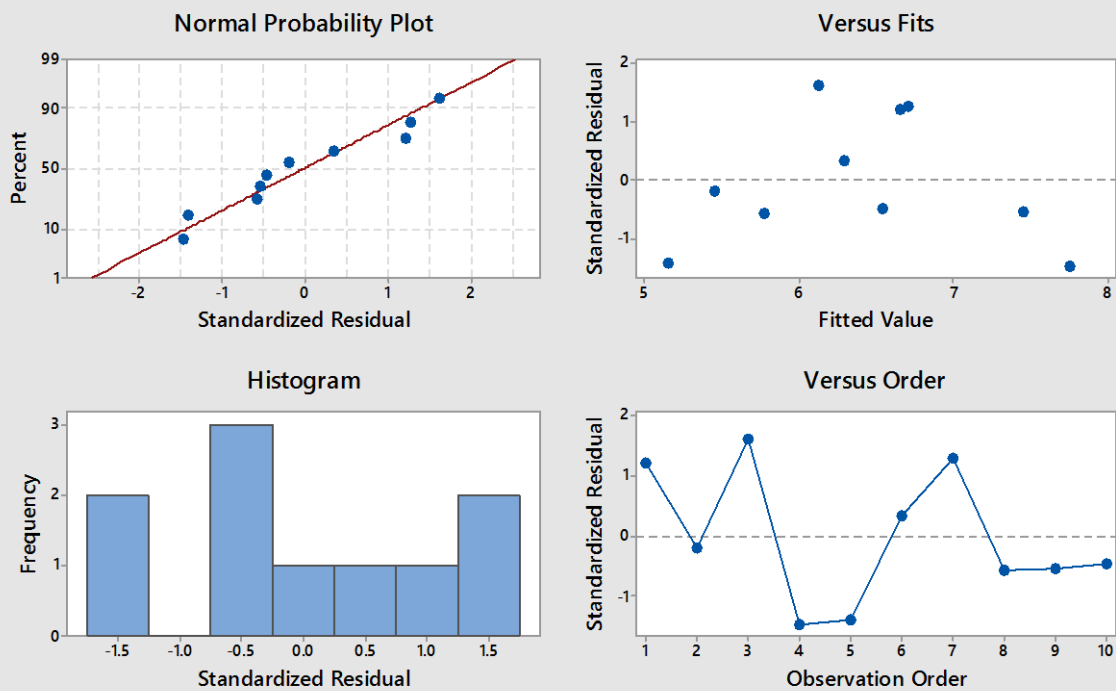 Normal Probability Plot
99
90
50
10
1
Percent
-2 -1 0 1 2
Standardized Residual
Versus Fits
2
1
0
-1
Standardized Residual
5 6 7 8
Fitted Value
Histogram
3
2
1
0
Frequency
-1.5 -1.0 -0.5 0.0 0.5 1.0 1.5
Standardized Residual
Versus Order
2
1
0
-1
Standardized Residual
1 2 3 4 5 6 7 8 9 10
Observation Order